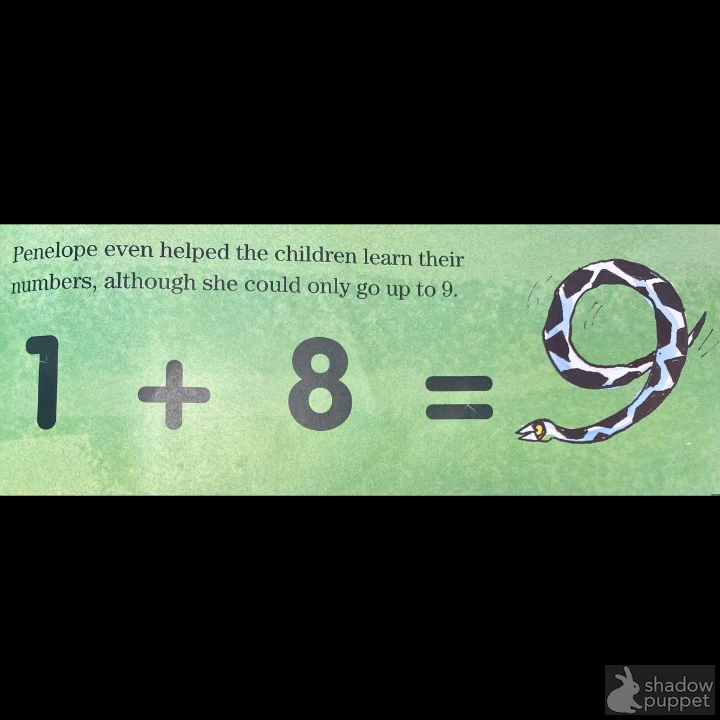 Penelope even helped the children learn their
numbers, although she could only go up to 9.
1 + 8 = 9
shadow
puppet